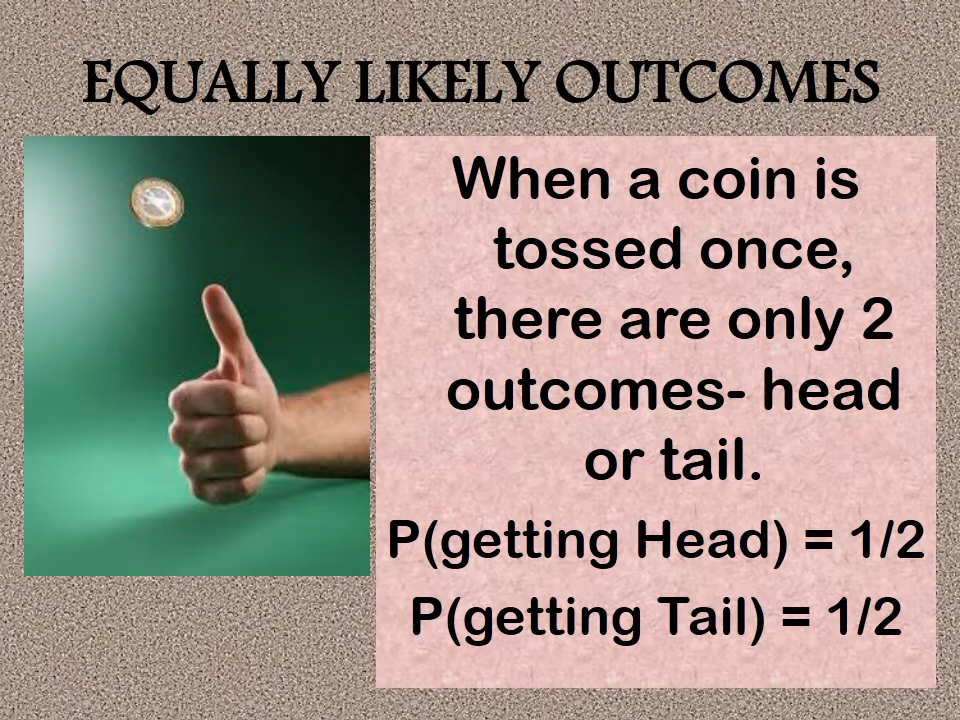 EQUALLY LIKELY OUTCOMES
When a coin is
tossed once,
there are only 2
outcomes- head
or tail.
P(getting Head) = 1/2
P(getting Tail) = 1/2